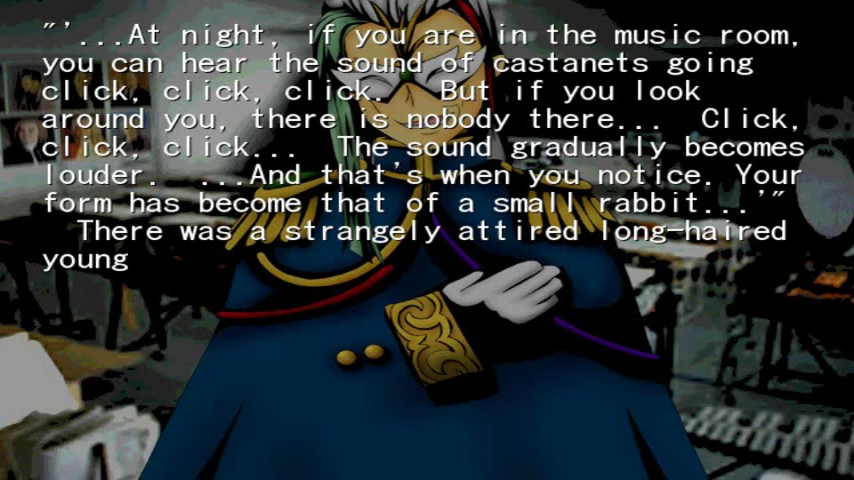 "'...At night, if you are in the music room,
you can hear the sound of castanets going
click, click, click.  But if you look
around you, there is nobody there...  Click,
click, click...  The sound gradually becomes
louder.  ...And that's when you notice. Your
form has become that of a small rabbit...'"
  There was a strangely attired long-haired
young